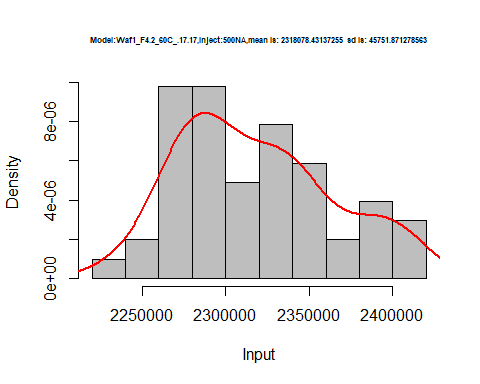 Model:Waf1_F4.2_60C_.17.17,Inject:500NA,mean is: 2318078.43137255 sd is: 45751.871278563
Density
0e+00
4e-06
8e-06
2250000
2300000
2350000
2400000
Input